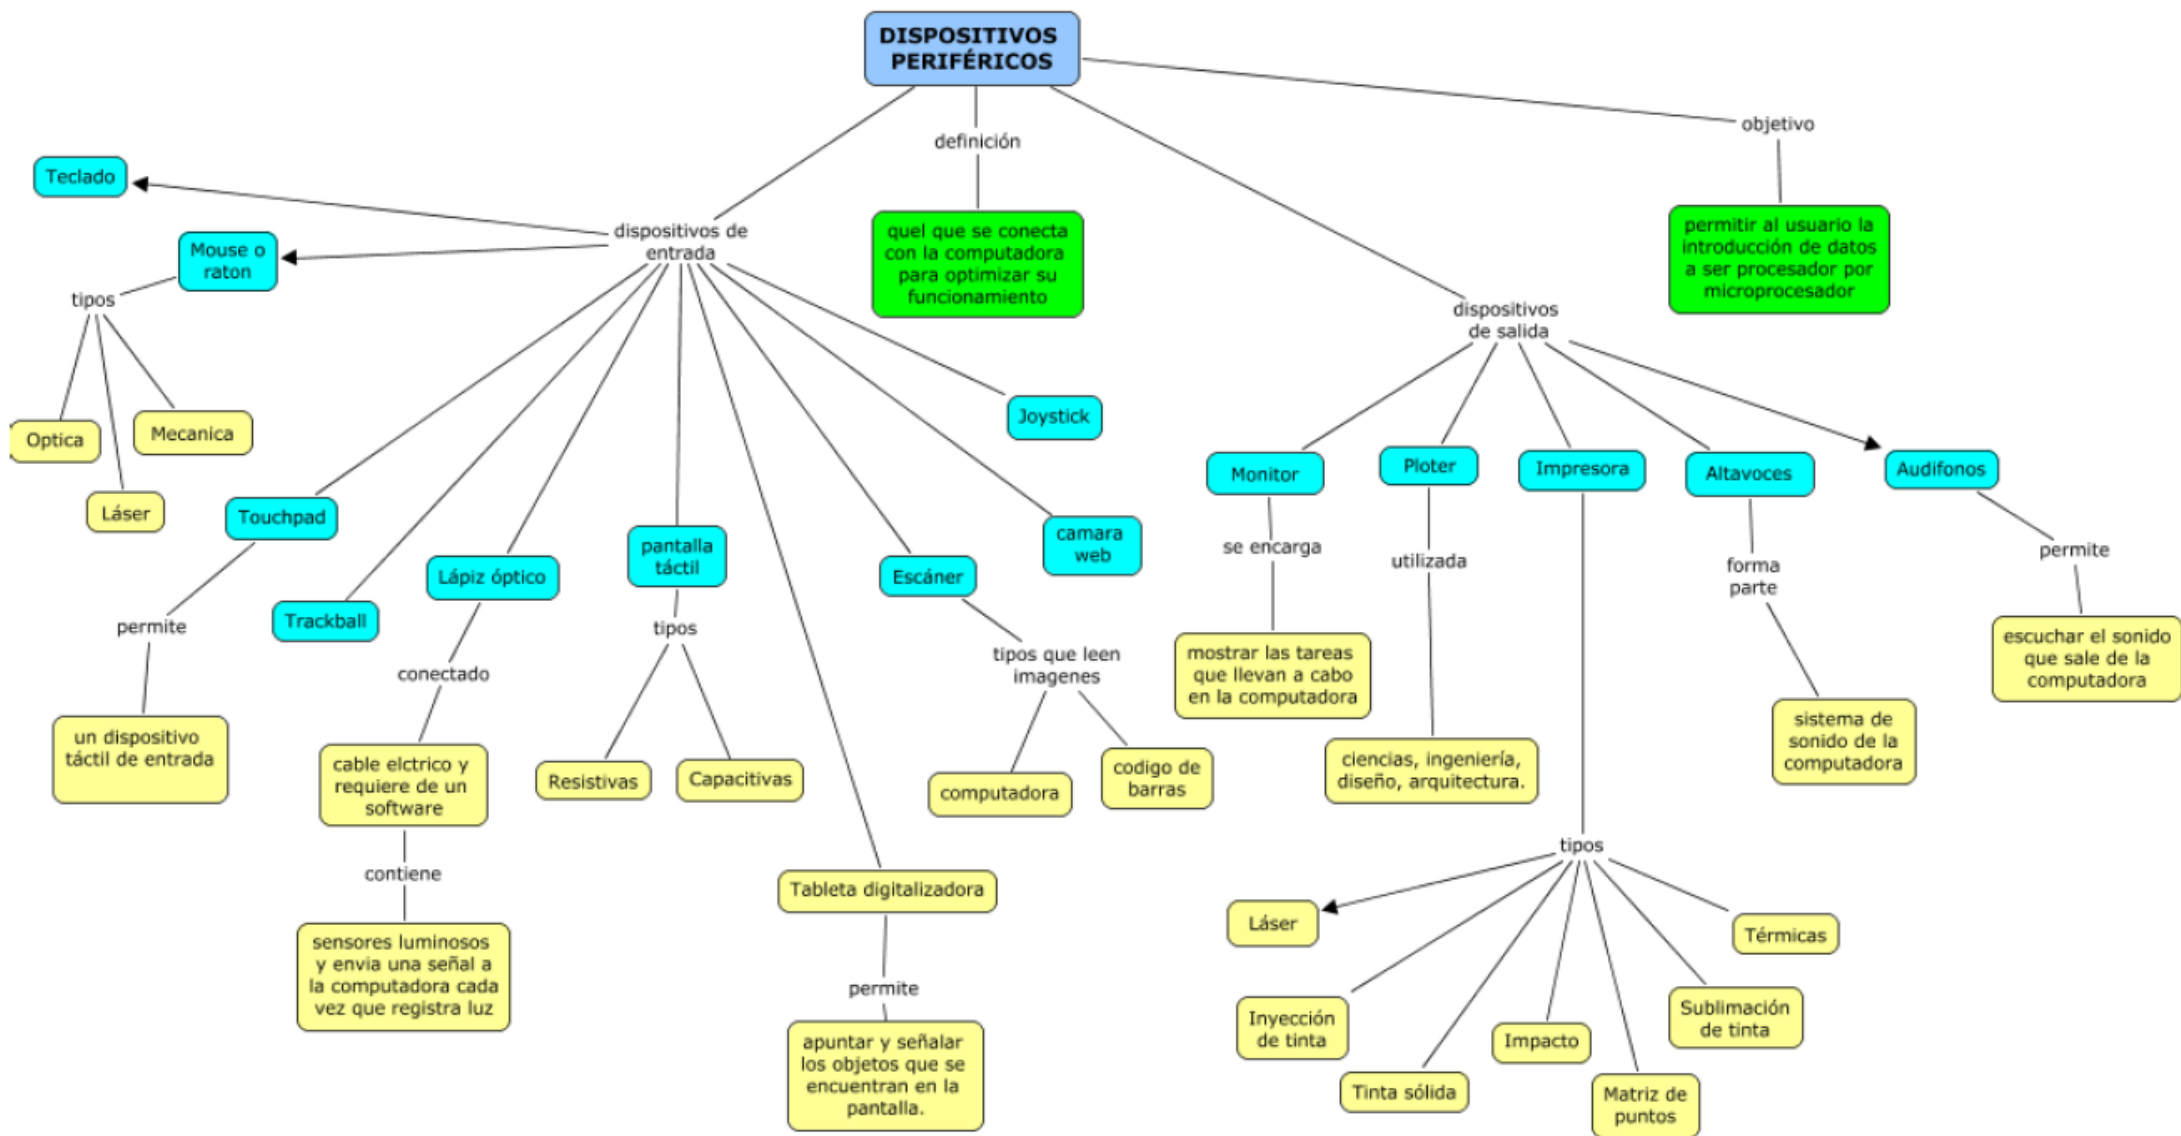 DISPOSITIVOS
PERIFÉRICOS
definición
quel que se conecta
con la computadora
para optimizar su
funcionamiento
objetivo
permitir al usuario la
introducción de datos
a ser procesador por
microprocesador
dispositivos de
entrada
Teclado
Mouse o
raton
tipos
Optica
Láser
Mecanica
Touchpad
permite
un dispositivo
táctil de entrada
Trackball
Lápiz óptico
conectado
cable elctrico y
requiere de un
software
contiene
sensores luminosos
y envia una señal a
la computadora cada
vez que registra luz
pantalla
táctil
tipos
Resistivas
Capacitivas
Tableta digitalizadora
permite
apuntar y señalar
los objetos que se
encuentran en la
pantalla.
Escáner
tipos que leen
imagenes
computadora
codigo de
barras
camara
web
Joystick
dispositivos
de salida
Monitor
se encarga
mostrar las tareas
que llevan a cabo
en la computadora
Ploter
utilizada
ciencias, ingeniería,
diseño, arquitectura.
Impresora
tipos
Láser
Inyección
de tinta
Tinta sólida
Impacto
Matriz de
puntos
Sublimación
de tinta
Térmicas
Altavoces
forma
parte
sistema de
sonido de la
computadora
Audifonos
permite
escuchar el sonido
que sale de la
computadora